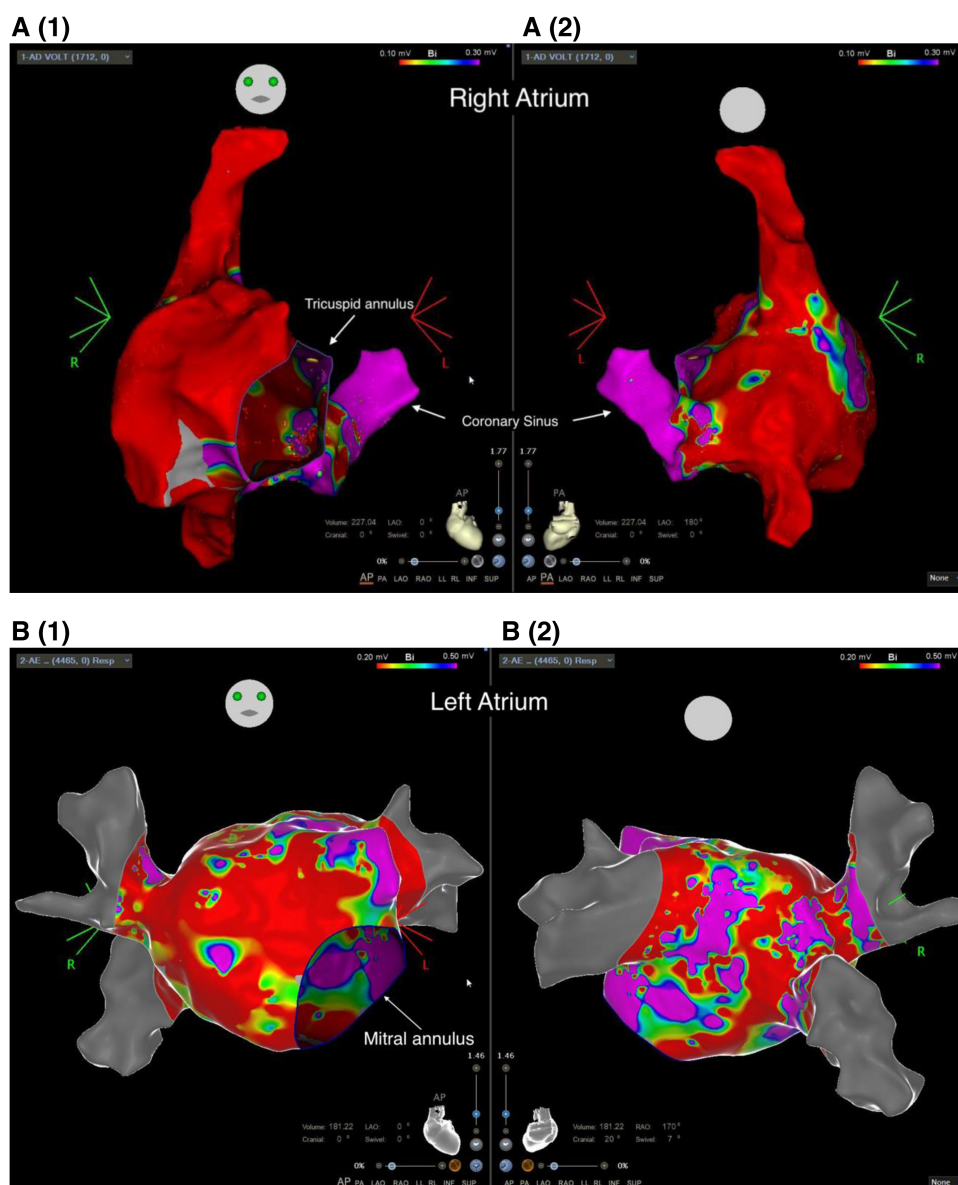 A (1)
A (2)
1-AD VOLT (1712, 0)
0.10 mV Bi 0.30 mV
1-AD VOLT (1712, 0)
0.10 mV Bi 0.30 mV
Right Atrium
Tricuspid annulus
R
L
L
R
Coronary Sinus
1.77
1.77
AP
PA
Volume: 227.04 LAO: 0°
Cranial: 0° Swivel: 0°
Volume: 227.04 LAO: 180°
Cranial: 0° Swivel: 0°
0%
0%
AP PA LAO RAO LL RL INF SUP
AP PA LAO RAO LL RL INF SUP
None
B (1)
B (2)
2-AE .. (4465, 0) Resp
0.20 mV Bi 0.50 mV
2-AE .. (4465, 0) Resp
0.20 mV Bi 0.50 mV
Left Atrium
R
L
R
Mitral annulus
1.46
1.46
AP
Volume: 181.22 LAO: 0°
Cranial: 0° Swivel: 0°
Volume: 181.22 RAO: 170°
Cranial: 20° Swivel: 7°
0%
0%
AP PA LAO RAO LL RL INF SUP
AP PA LAO RAO LL RL INF SUP
None